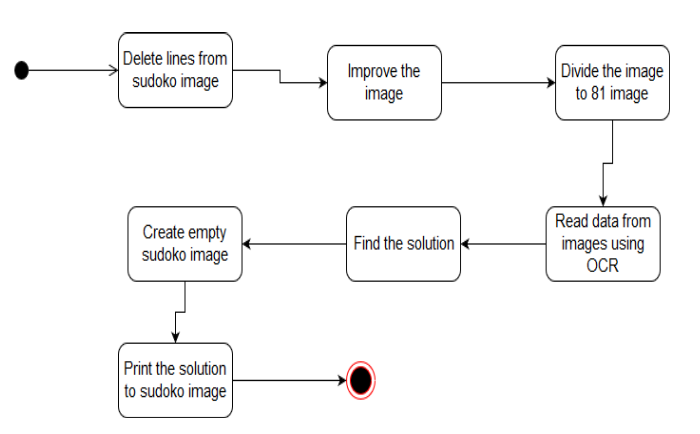 Delete lines from
sudoko image
Improve the
image
Divide the image
to 81 image
Read data from
images using
OCR
Find the solution
Create empty
sudoko image
Print the solution
to sudoko image